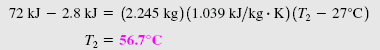 72 kJ − 2.8 kJ = (2.245 kg)(1.039 kJ/kg · K)(T₂ − 27°C)
T₂ = 56.7°C